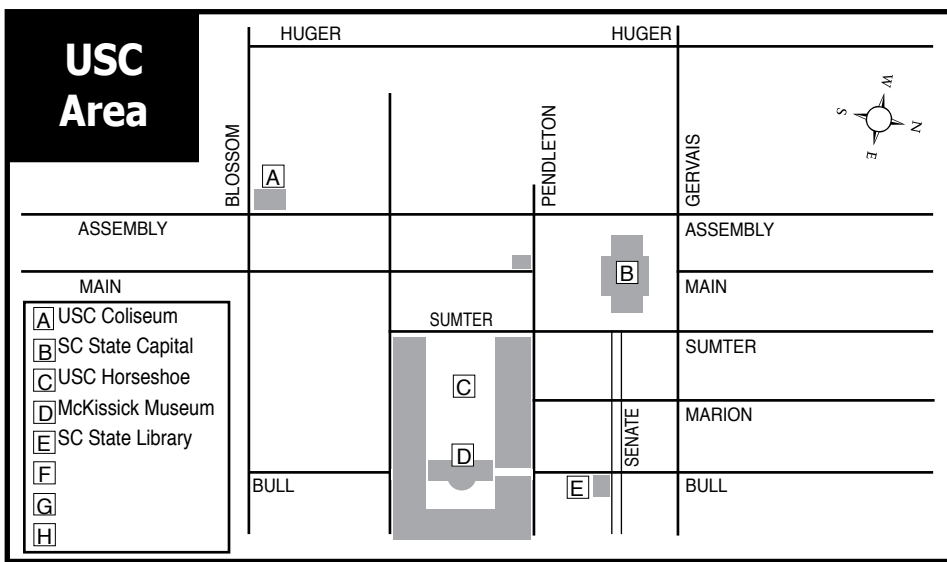 USC
Area
HUGER
HUGER
W
S
N
E
BLOSSOM
PENDLETON
GERVAIS
A
ASSEMBLY
ASSEMBLY
B
MAIN
MAIN
A USC Coliseum
B SC State Capital
C USC Horseshoe
D McKissick Museum
E SC State Library
F
G
H
SUMTER
SUMTER
C
MARION
SENATE
D
BULL
E
BULL